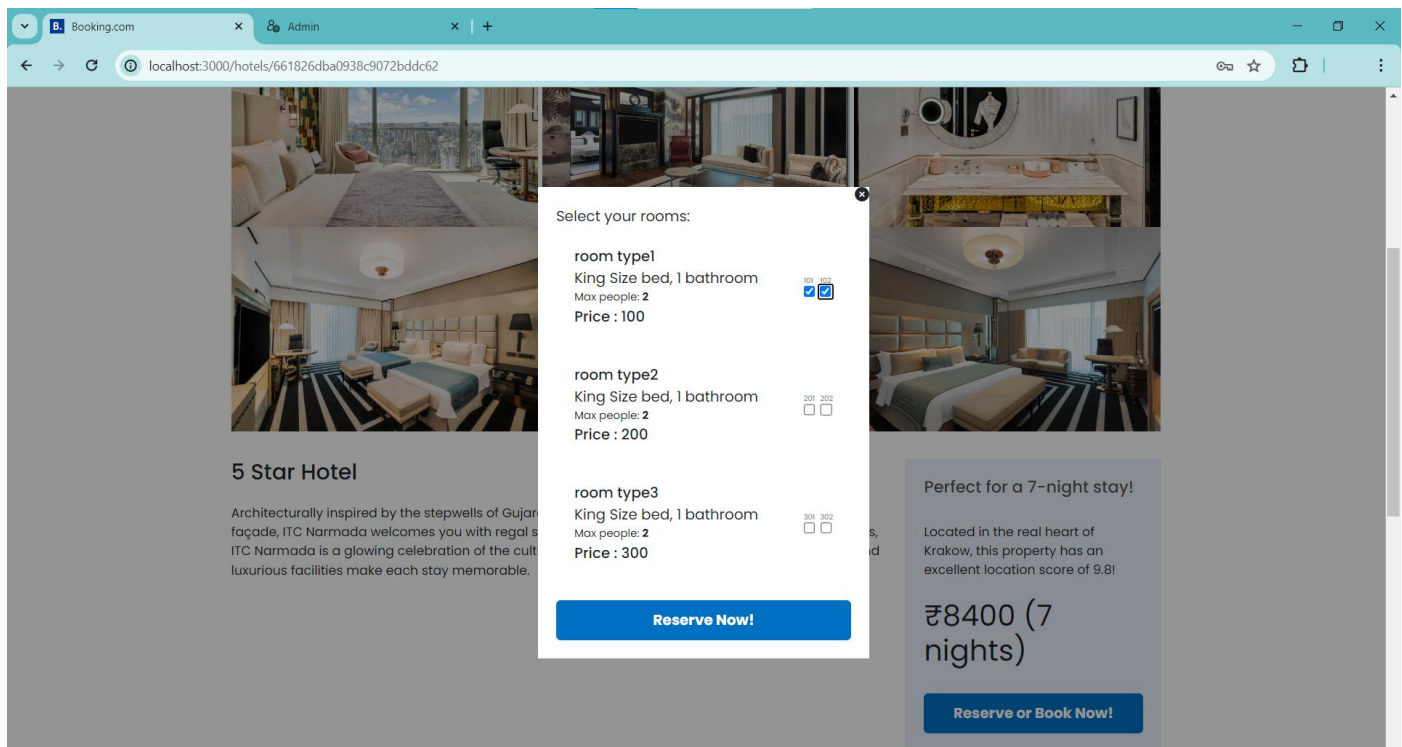 Booking.com
Admin
localhost:3000/hotels/661826dba0938c9072bddc62
Select your rooms:
room type1
King Size bed, 1 bathroom
Max people: 2
Price : 100
101 102
room type2
King Size bed, 1 bathroom
Max people: 2
Price : 200
201 202
room type3
King Size bed, 1 bathroom
Max people: 2
Price : 300
301 302
Reserve Now!
5 Star Hotel
Architecturally inspired by the stepwells of Gujar
façade, ITC Narmada welcomes you with regal s
ITC Narmada is a glowing celebration of the cult
luxurious facilities make each stay memorable.
Perfect for a 7-night stay!
Located in the real heart of
Krakow, this property has an
excellent location score of 9.8!
₹8400 (7
nights)
Reserve or Book Now!